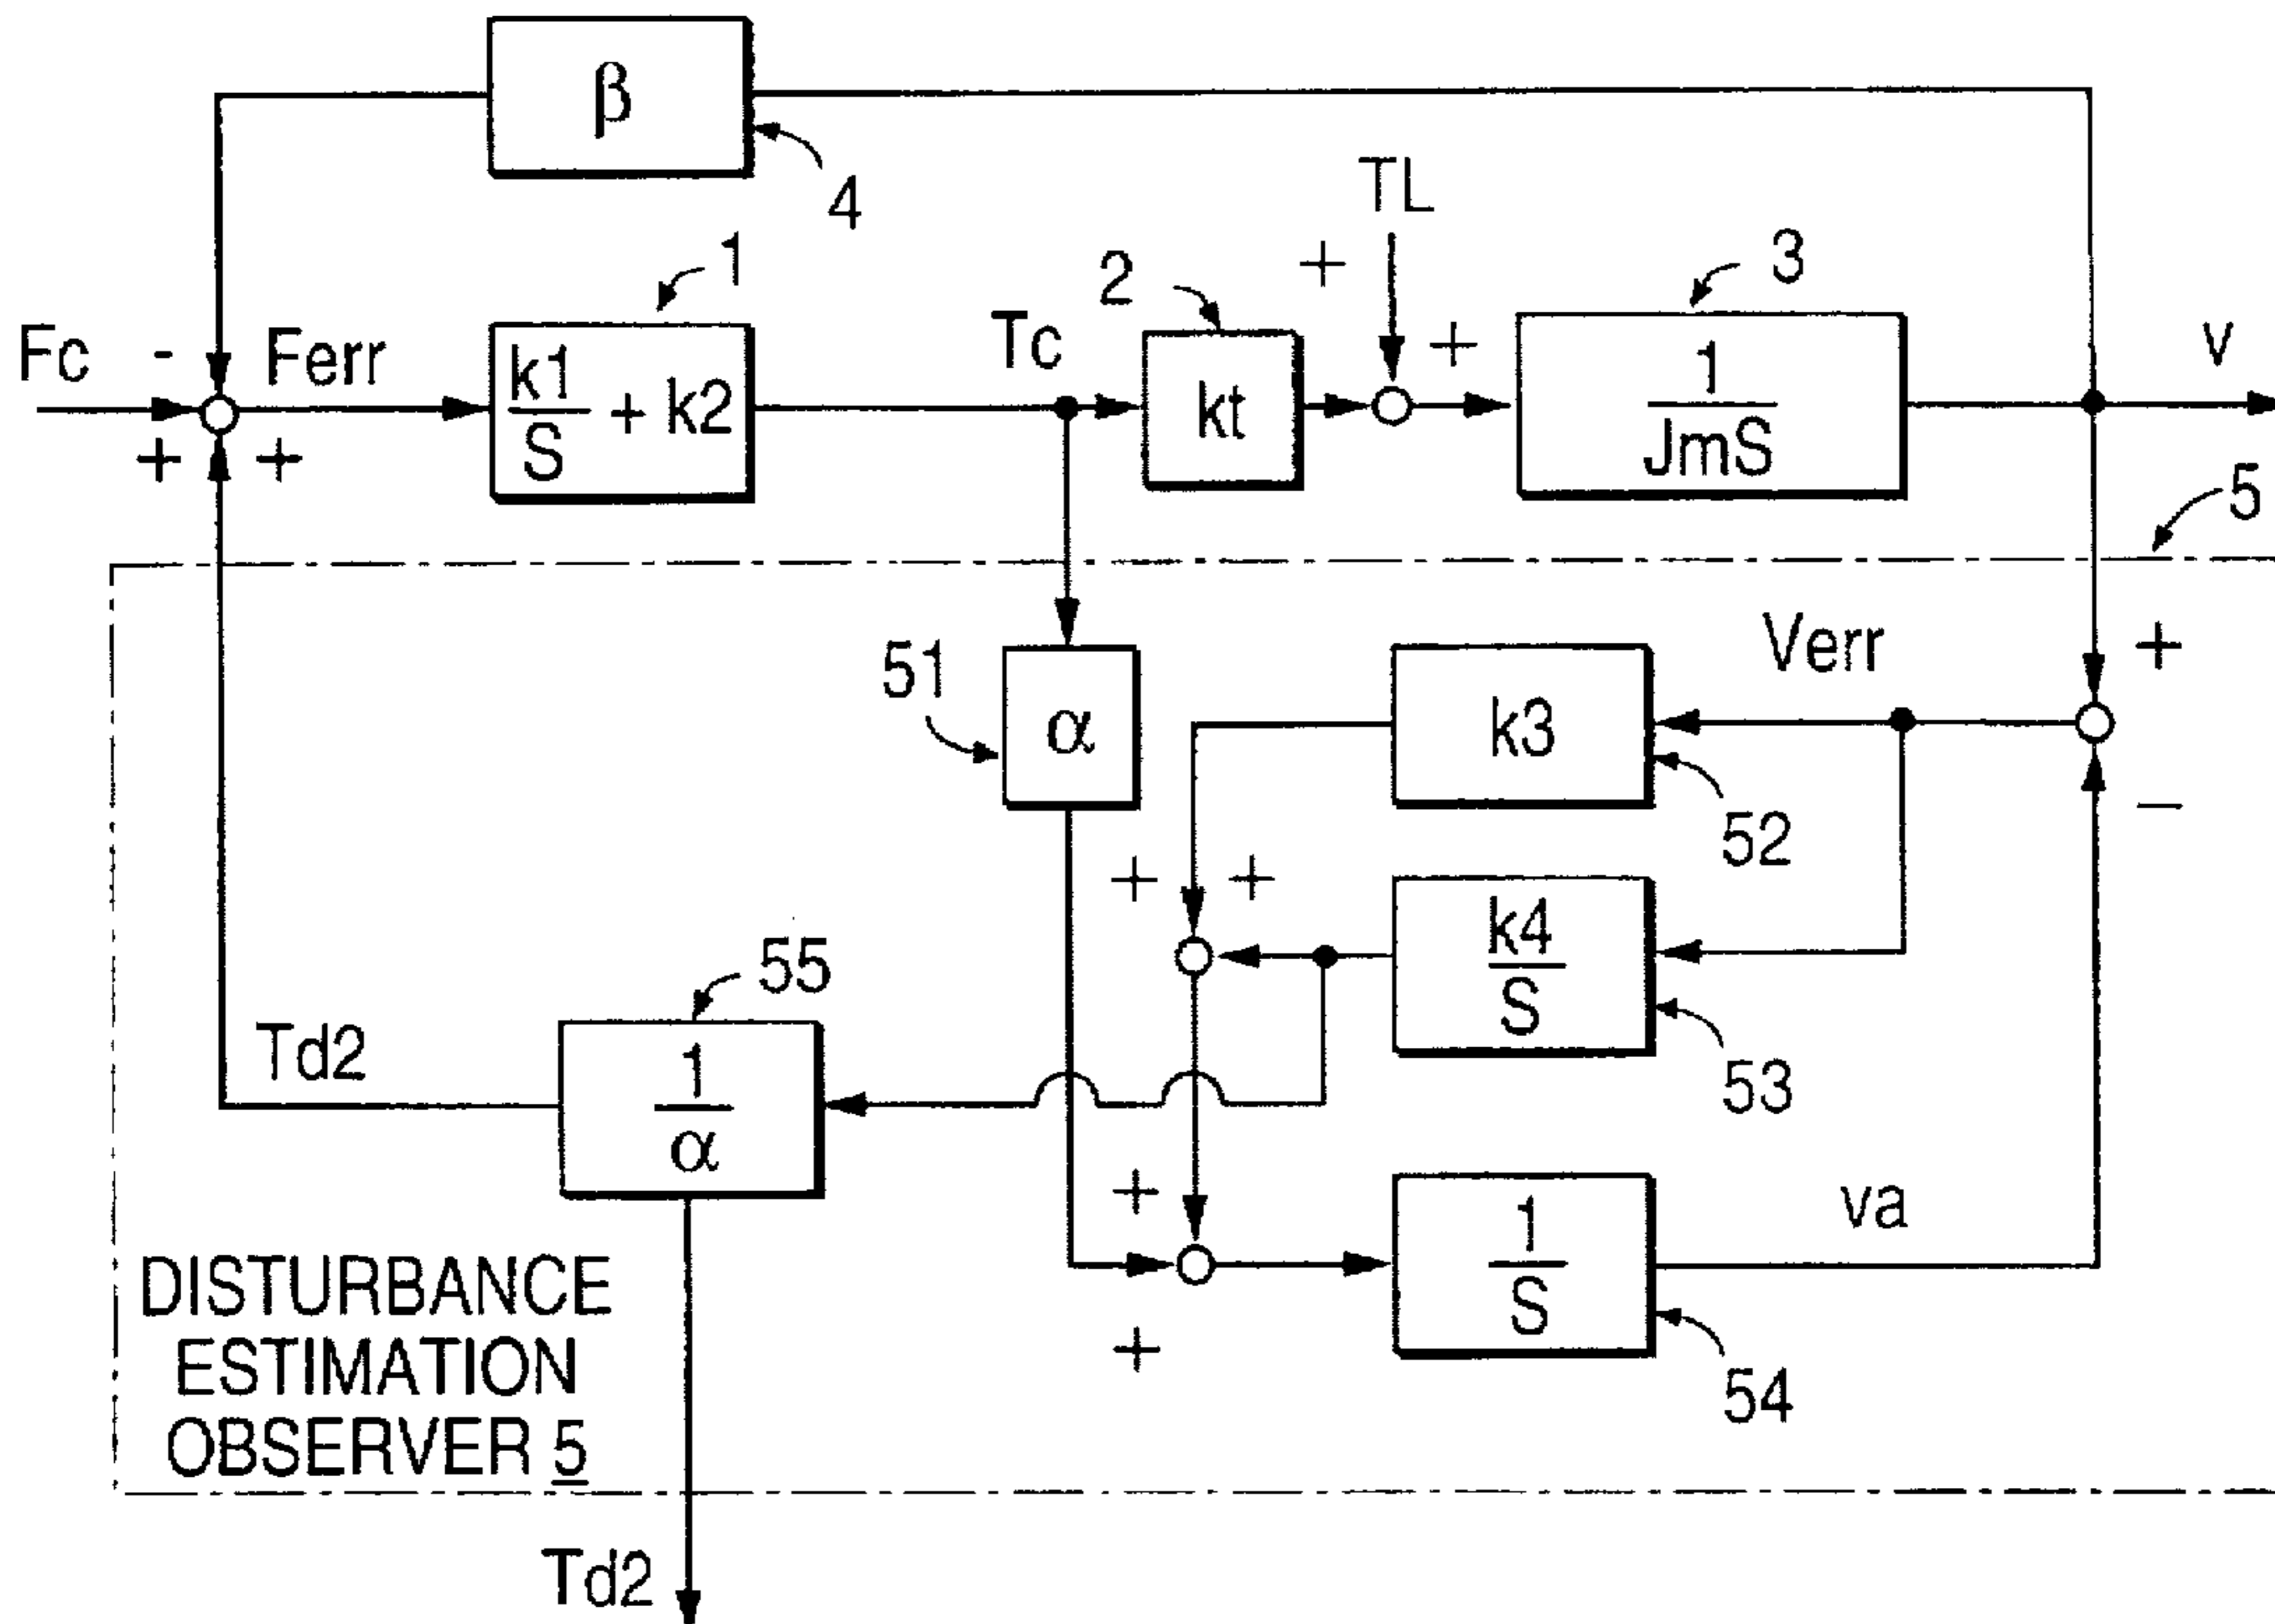 β
4
TL
1
2
3
Fc
-
Ferr
k1/S + k2
Tc
kt
+
+
1/JmS
v
+
+
5
51
α
k3
Verr
+
52
−
+
+
k4/S
53
55
Td2
1/α
+
1/S
va
+
54
DISTURBANCE
ESTIMATION
OBSERVER 5
Td2